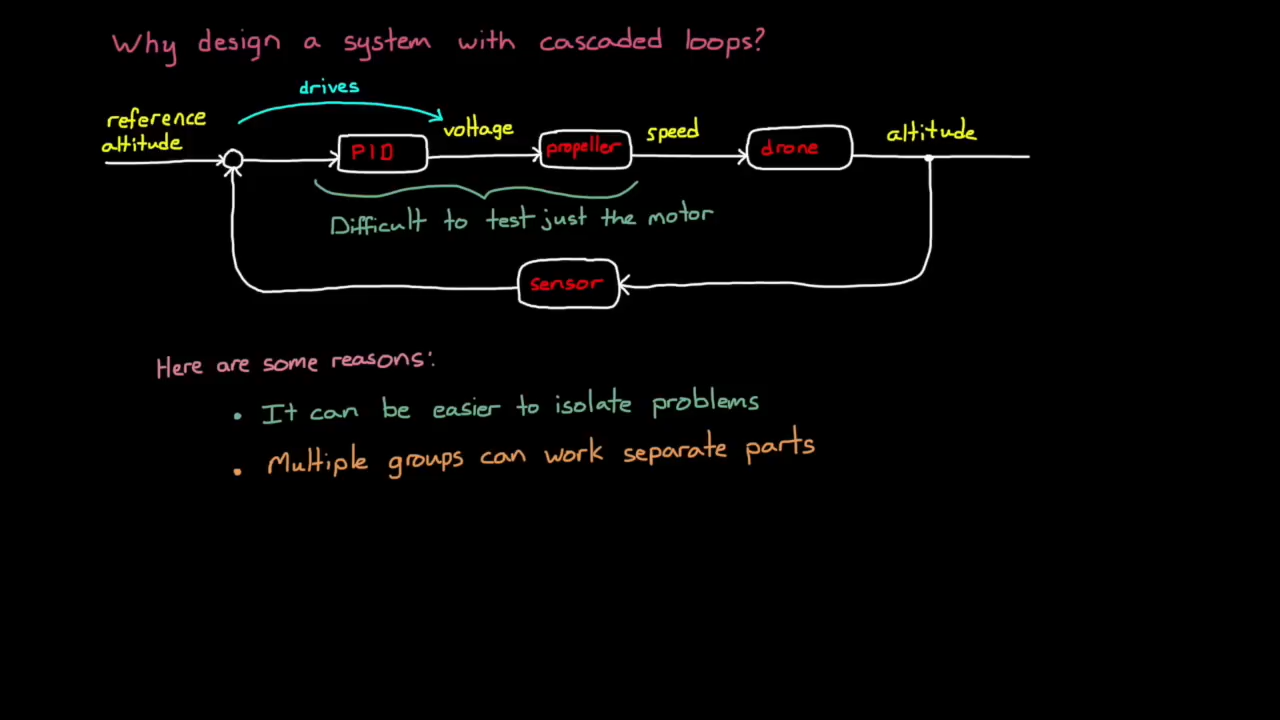 Why design a system with cascaded loops?
drives
reference
altitude
PID
voltage
propeller
speed
drone
altitude
Difficult to test just the motor
sensor
Here are some reasons:
• It can be easier to isolate problems
• Multiple groups can work separate parts